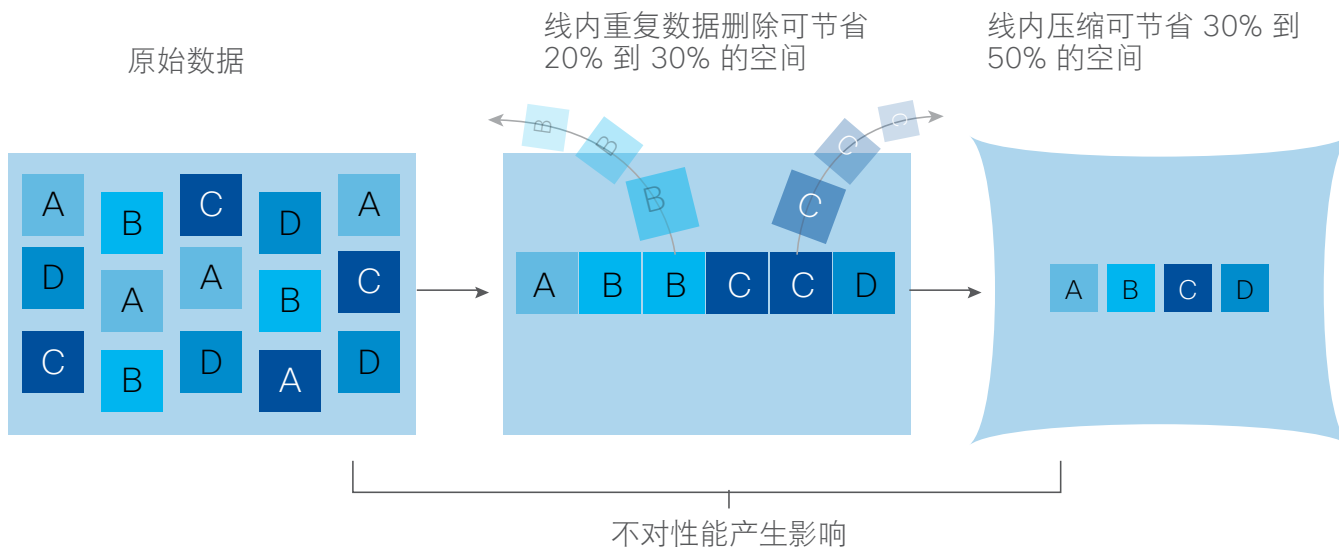 原始数据
线内重复数据删除可节省
20% 到 30% 的空间
线内压缩可节省 30% 到
50% 的空间
B B B
C C C
A B C D A
D A A B C
C B D A D
A B B C C D
A B C D
不对性能产生影响